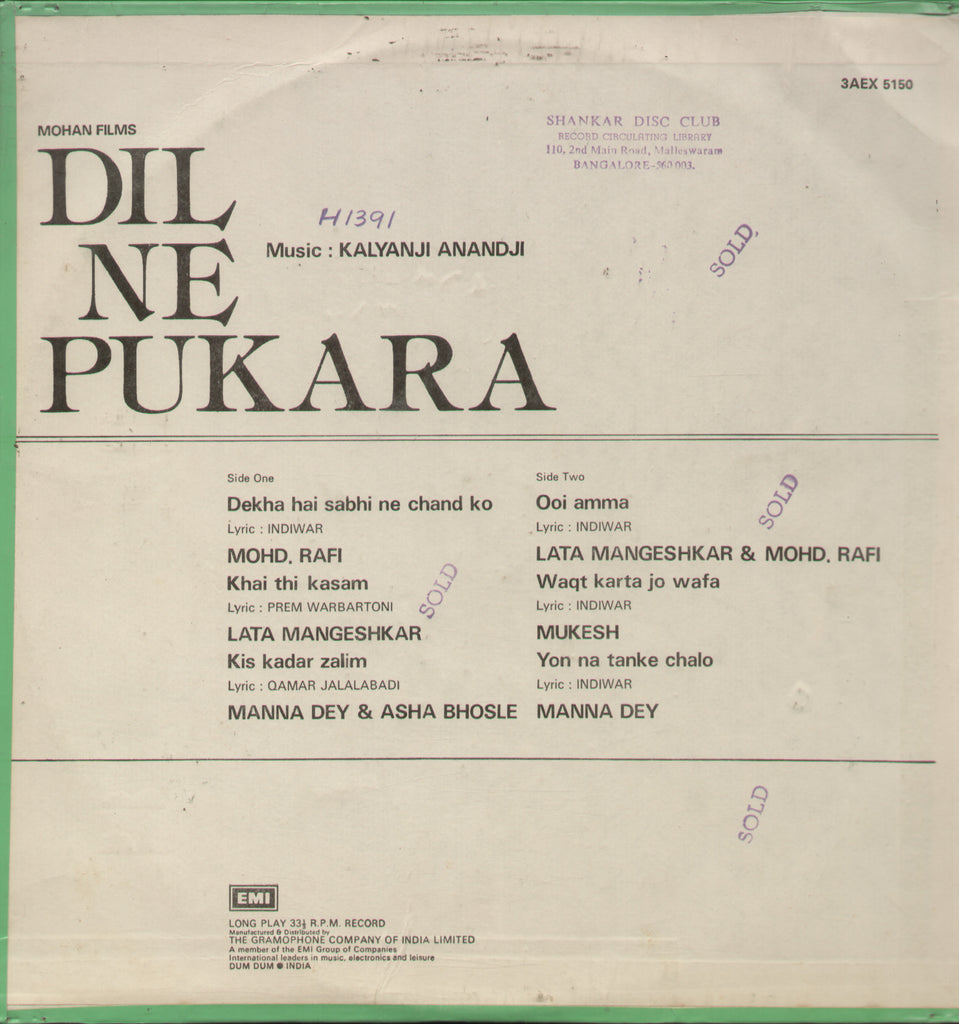 3AEX 5150
MOHAN FILMS
SHANKAR DISC CLUB
RECORD CIRCULATING LIBRARY
110, 2nd Main Road, Malleswaram
BANGALORE-560 003.
DIL
NE
PUKARA
H1391
Music : KALYANJI ANANDJI
SOLD
Side One
Dekha hai sabhi ne chand ko
Lyric : INDIWAR
MOHD. RAFI
Khai thi kasam
Lyric : PREM WARBARTONI
LATA MANGESHKAR
Kis kadar zalim
Lyric : QAMAR JALALABADI
MANNA DEY & ASHA BHOSLE
SOLD
Side Two
Ooi amma
Lyric : INDIWAR
LATA MANGESHKAR & MOHD. RAFI
Waqt karta jo wafa
Lyric : INDIWAR
MUKESH
Yon na tanke chalo
Lyric : INDIWAR
MANNA DEY
SOLD
SOLD
EMI
LONG PLAY 33⅓ R.P.M. RECORD
Manufactured & Distributed by
THE GRAMOPHONE COMPANY OF INDIA LIMITED
A member of the EMI Group of Companies
International leaders in music, electronics and leisure
DUM DUM ● INDIA